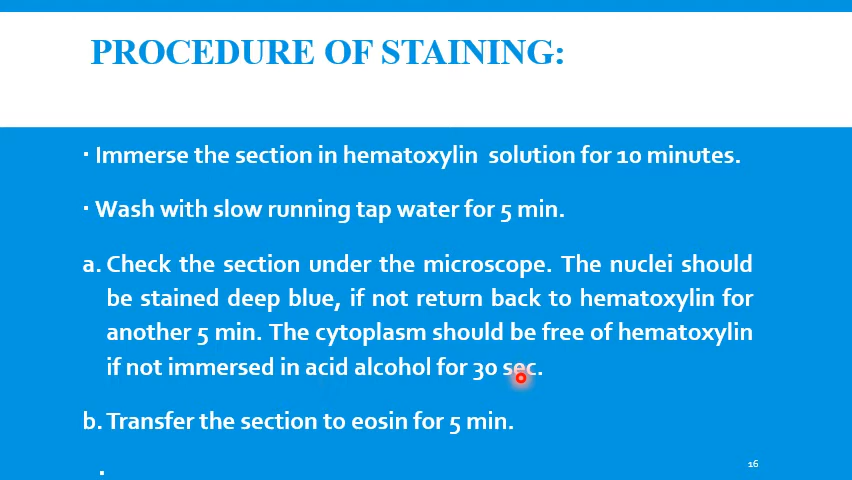 PROCEDURE OF STAINING:
▪ Immerse the section in hematoxylin solution for 10 minutes.
▪ Wash with slow running tap water for 5 min.
a. Check the section under the microscope. The nuclei should
be stained deep blue, if not return back to hematoxylin for
another 5 min. The cytoplasm should be free of hematoxylin
if not immersed in acid alcohol for 30 sec.
b. Transfer the section to eosin for 5 min.
▪
16